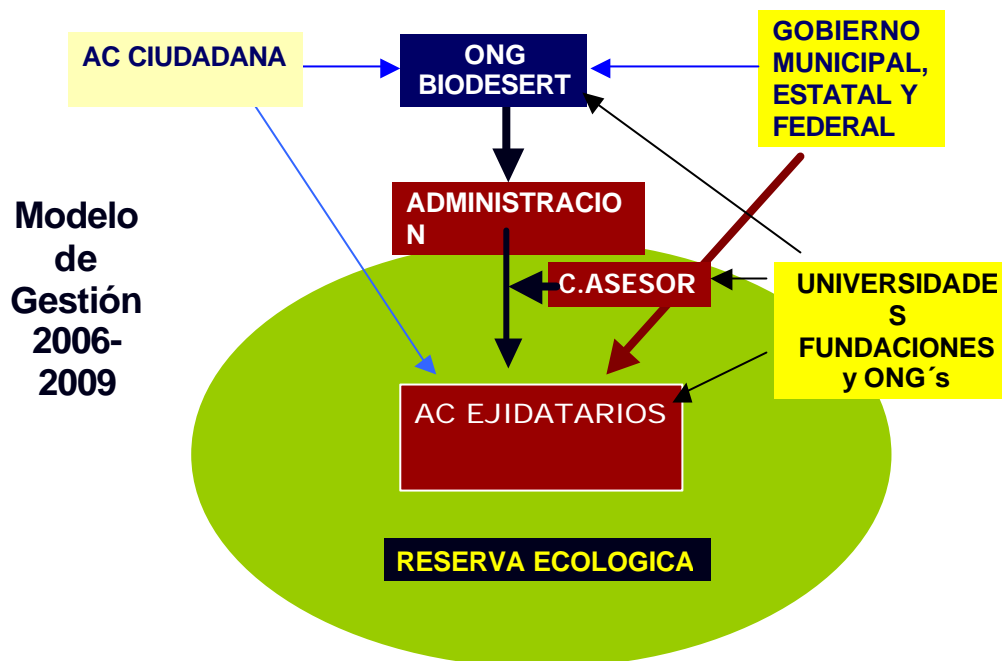 AC CIUDADANA
ONG
BIODESERT
GOBIERNO
MUNICIPAL,
ESTATAL Y
FEDERAL
Modelo
de
Gestión
2006-
2009
ADMINISTRACIO
N
C.ASESOR
UNIVERSIDADE
S
FUNDACIONES
y ONG´s
AC EJIDATARIOS
RESERVA ECOLOGICA